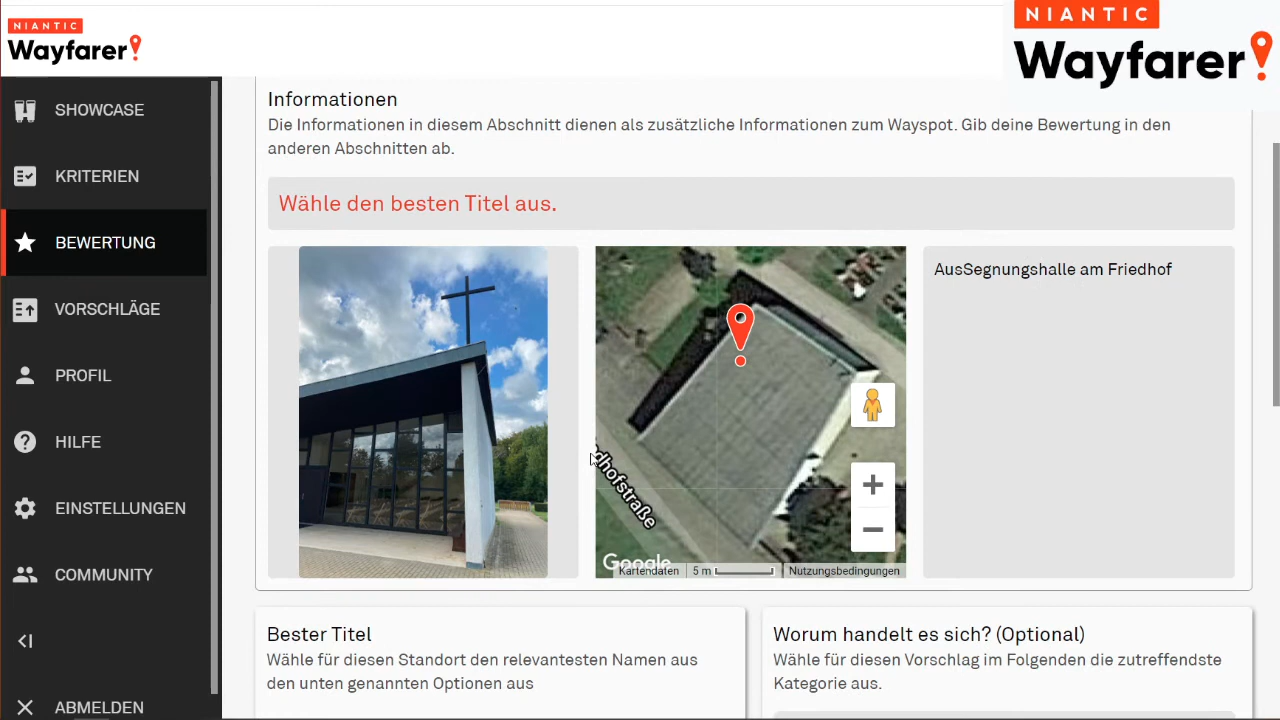 NIANTIC
Wayfarer
NIANTIC
Wayfarer
SHOWCASE
KRITERIEN
BEWERTUNG
VORSCHLÄGE
PROFIL
HILFE
EINSTELLUNGEN
COMMUNITY
ABMELDEN
Informationen
Die Informationen in diesem Abschnitt dienen als zusätzliche Informationen zum Wayspot. Gib deine Bewertung in den
anderen Abschnitten ab.
Wähle den besten Titel aus.
dhofstraße
Google
Kartendaten
5 m
Nutzungsbedingungen
AusSegnungshalle am Friedhof
Bester Titel
Wähle für diesen Standort den relevantesten Namen aus
den unten genannten Optionen aus
Worum handelt es sich? (Optional)
Wähle für diesen Vorschlag im Folgenden die zutreffendste
Kategorie aus.